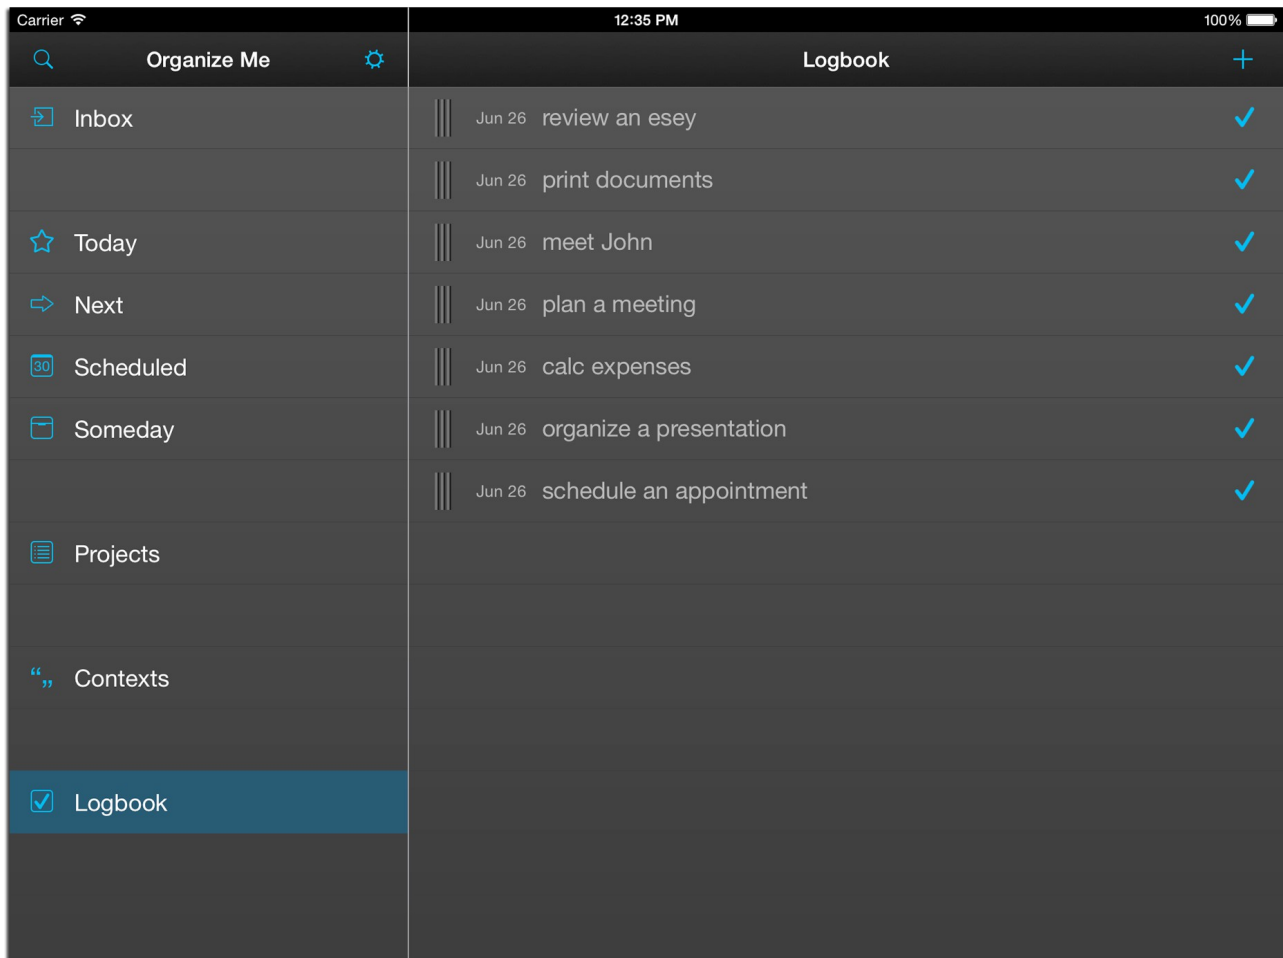 Carrier 12:35 PM 100%
Organize Me
Logbook
Inbox
Today
Next
30 Scheduled
Someday
Projects
Contexts
Logbook
Jun 26 review an esey
Jun 26 print documents
Jun 26 meet John
Jun 26 plan a meeting
Jun 26 calc expenses
Jun 26 organize a presentation
Jun 26 schedule an appointment